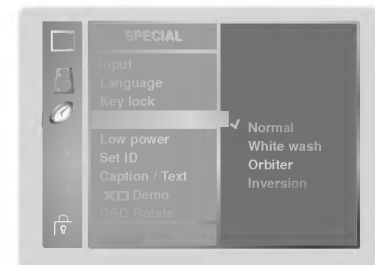 SPECIAL
Input
Language
Key lock
Low power
Set ID
Caption / Text
XD Demo
OSD Rotate
Normal
White wash
Orbiter
Inversion